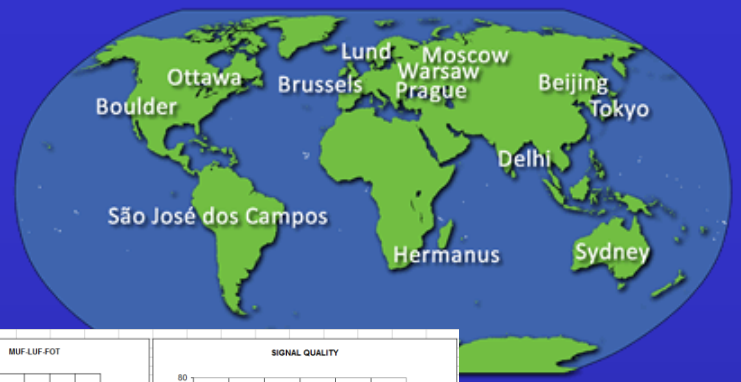 Lund
Moscow
Ottawa
Brussels
Warsaw
Beijing
Boulder
Prague
Tokyo
Delhi
São José dos Campos
Hermanus
Sydney
MUF-LUF-FOT
SIGNAL QUALITY
80